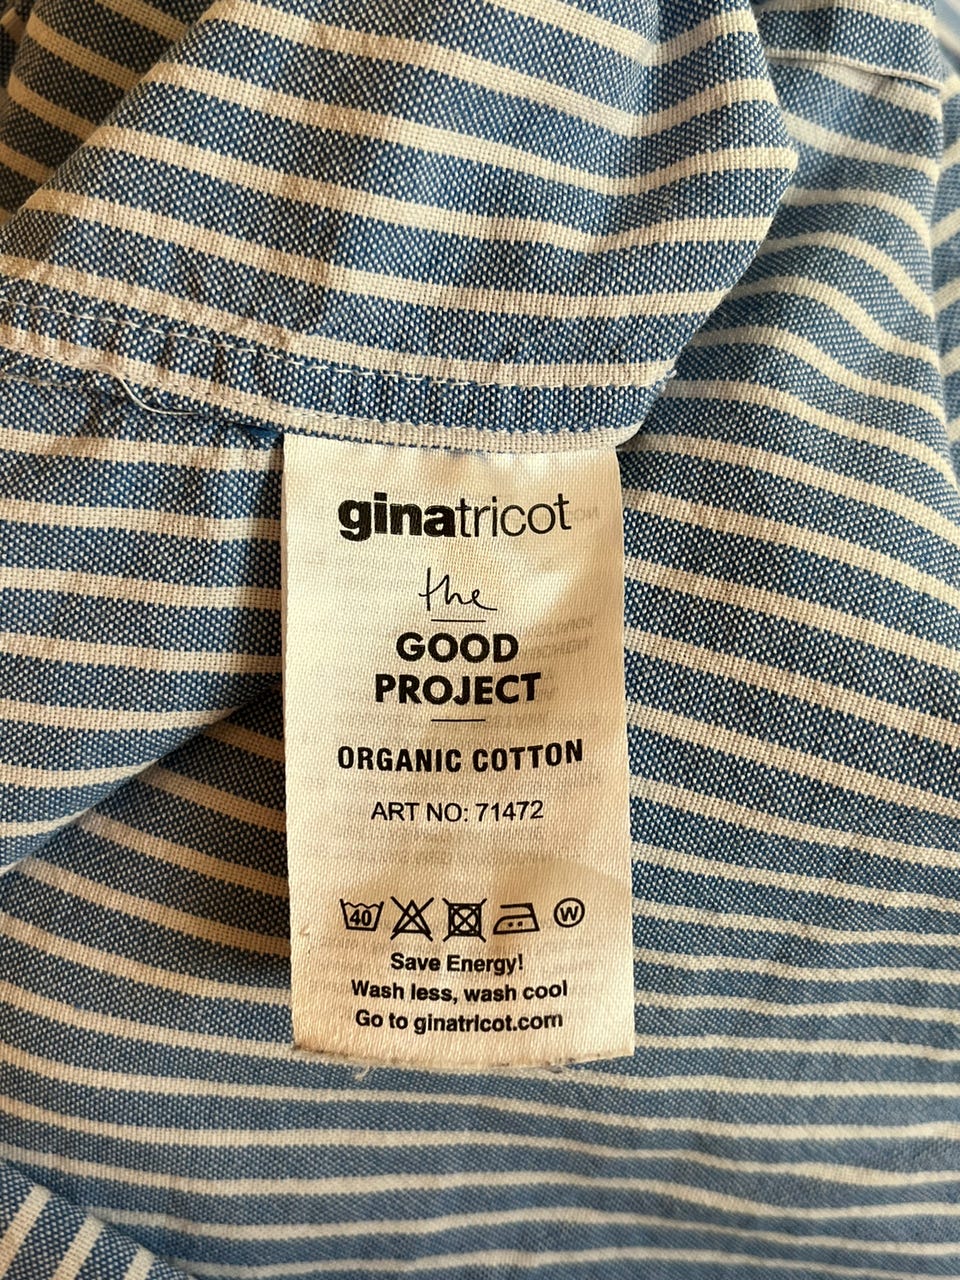 ginatricot
the
GOOD
PROJECT
ORGANIC COTTON
ART NO: 71472
40 W
Save Energy!
Wash less, wash cool
Go to ginatricot.com